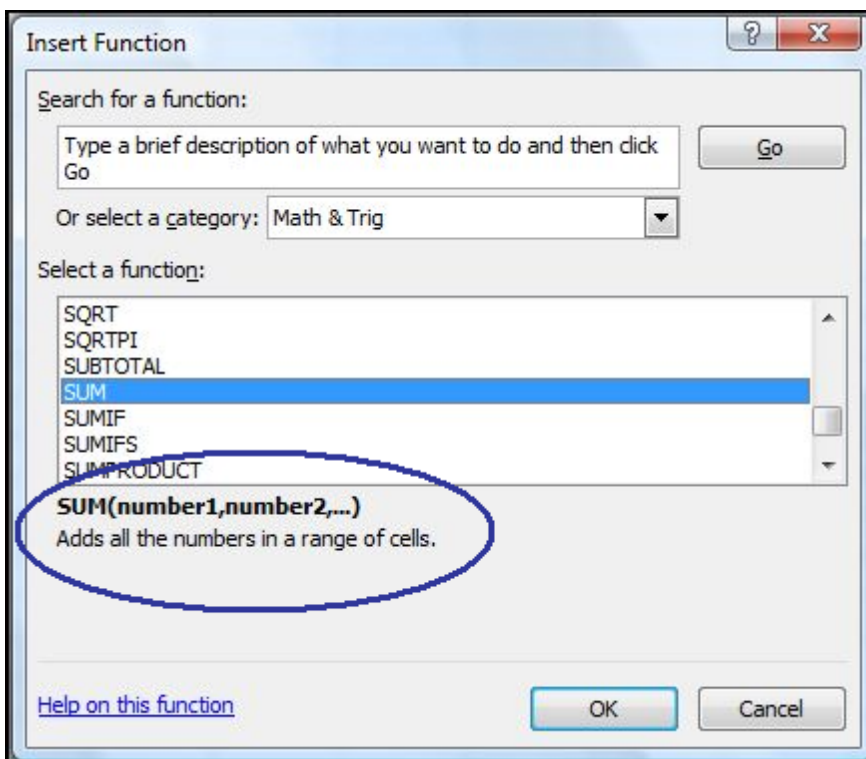 Insert Function
?
Search for a function:
Type a brief description of what you want to do and then click
Go
Go
Or select a category: Math & Trig
Select a function:
SQRT
SQRTPI
SUBTOTAL
SUM
SUMIF
SUMIFS
SUMPRODUCT
SUM(number1,number2,...)
Adds all the numbers in a range of cells.
Help on this function
OK
Cancel